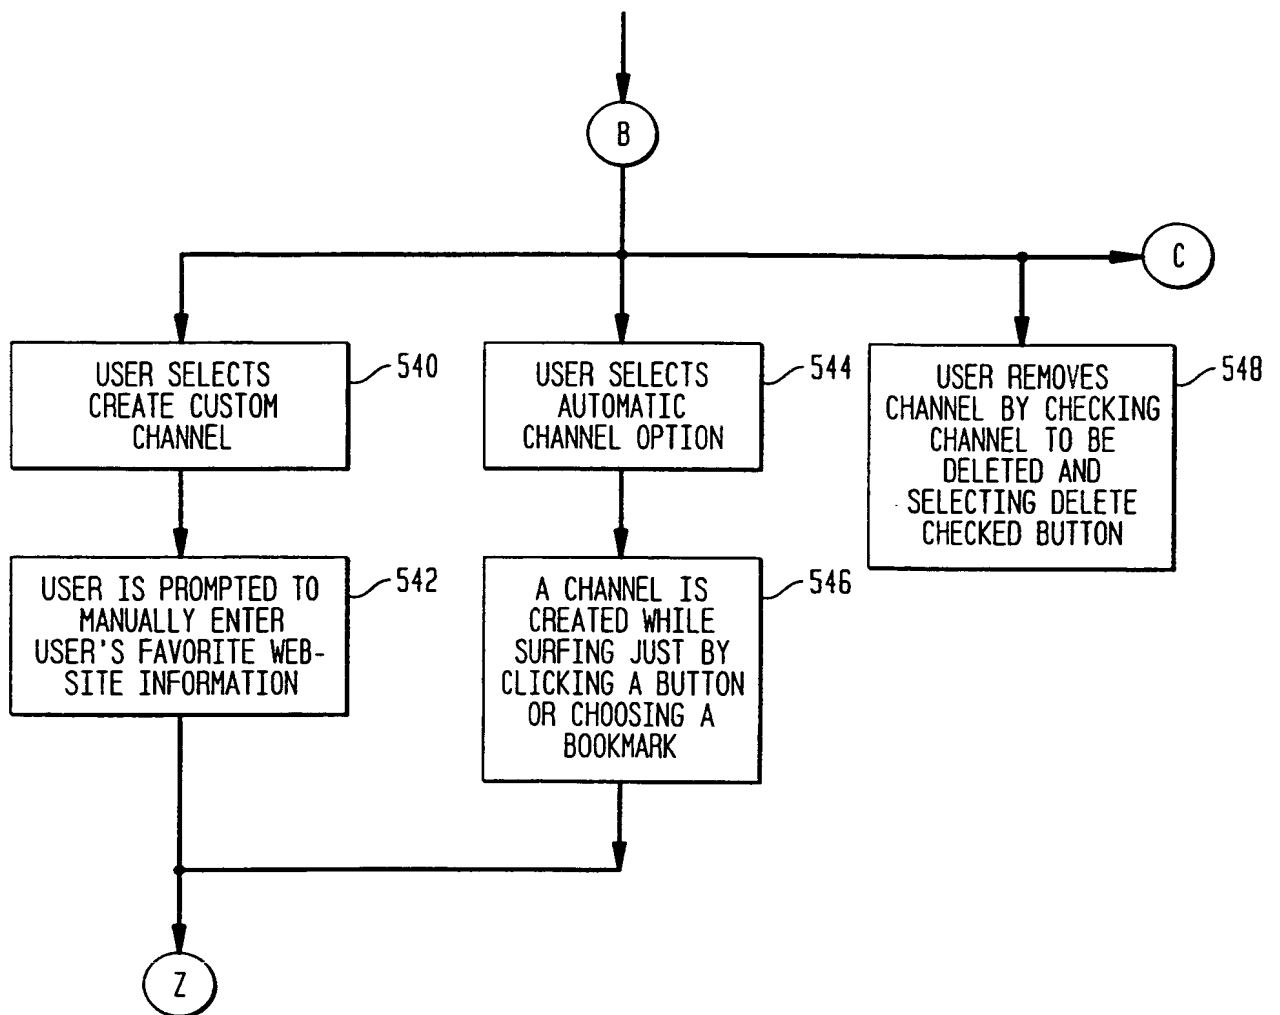 B
C
USER SELECTS
CREATE CUSTOM
CHANNEL
540
USER SELECTS
AUTOMATIC
CHANNEL OPTION
544
USER REMOVES
CHANNEL BY CHECKING
CHANNEL TO BE
DELETED AND
SELECTING DELETE
CHECKED BUTTON
548
USER IS PROMPTED TO
MANUALLY ENTER
USER'S FAVORITE WEB-
SITE INFORMATION
542
A CHANNEL IS
CREATED WHILE
SURFING JUST BY
CLICKING A BUTTON
OR CHOOSING A
BOOKMARK
546
Z